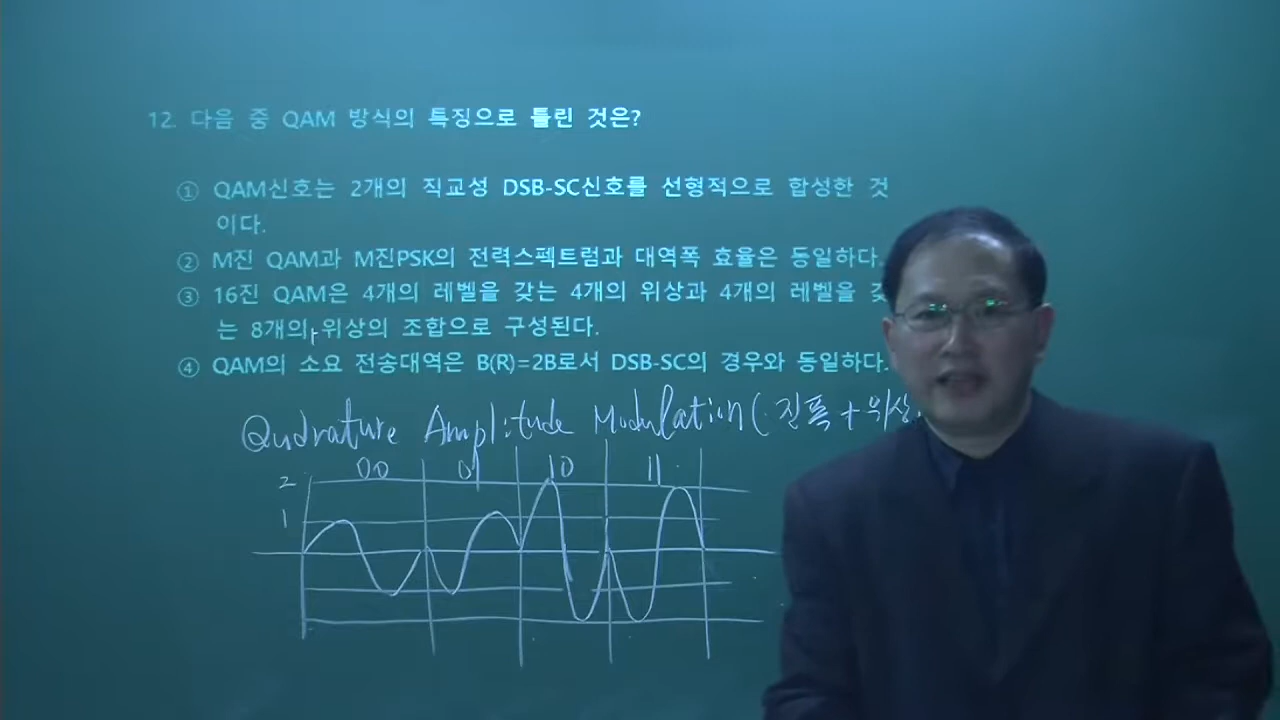 12. 다음 중 QAM 방식의 특징으로 틀린 것은?
① QAM신호는 2개의 직교성 DSB-SC신호를 선형적으로 합성한 것
이다.
② M진 QAM과 M진PSK의 전력스펙트럼과 대역폭 효율은 동일하다.
③ 16진 QAM은 4개의 레벨을 갖는 4개의 위상과 4개의 레벨을 갖
는 8개의 위상의 조합으로 구성된다.
④ QAM의 소요 전송대역은 B(R)=2B로서 DSB-SC의 경우와 동일하다.
Qudrature Amplitude Modulation (진폭+위상
00 01 10 11
2
1